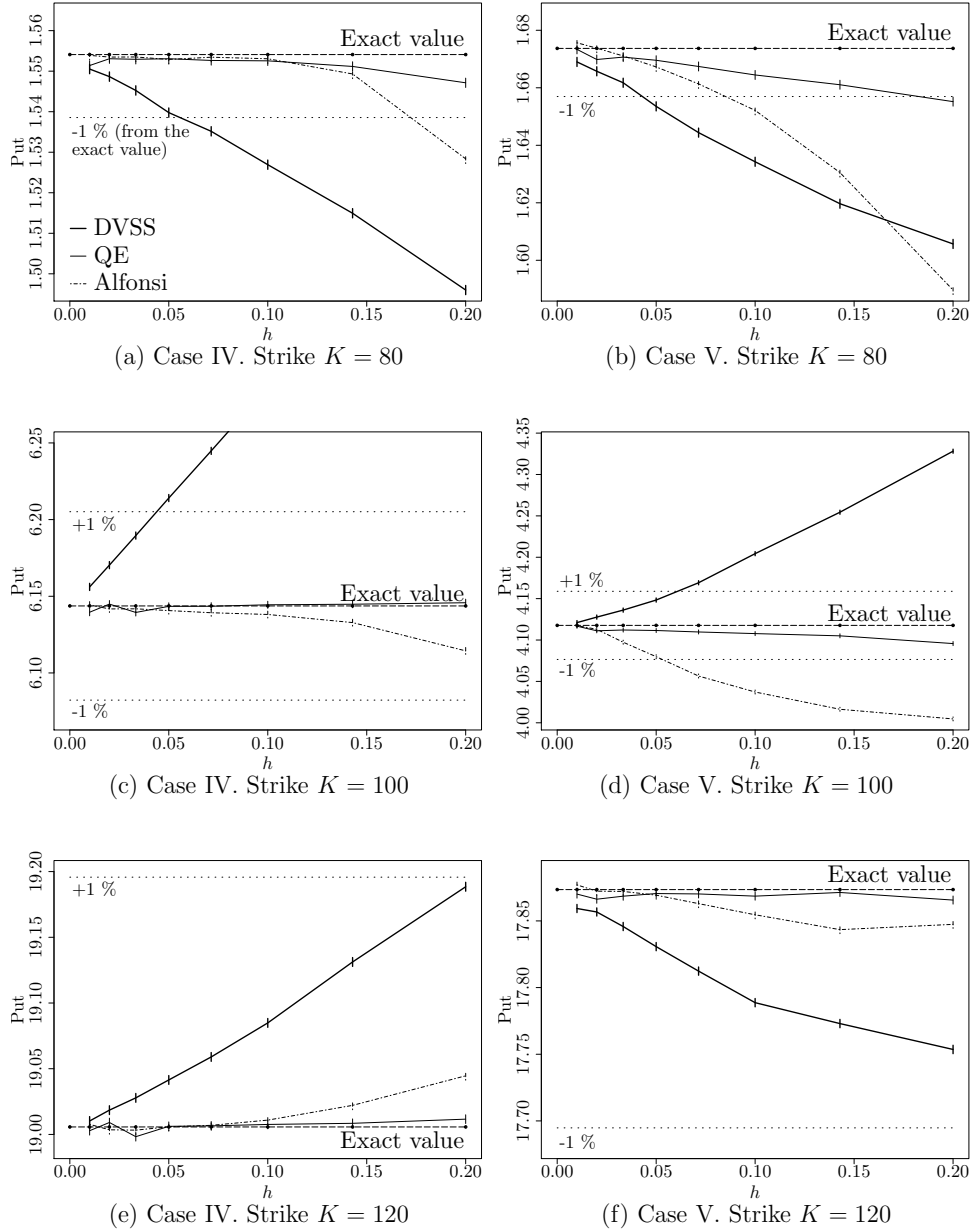 1.56
1.55
1.54
1.53
1.52
1.51
1.50
Put
Exact value
-1 % (from the
exact value)
DVSS
QE
Alfonsi
0.00 0.05 0.10 0.15 0.20
h
(a) Case IV. Strike K = 80
1.68
1.66
1.64
1.62
1.60
Put
Exact value
-1 %
0.00 0.05 0.10 0.15 0.20
h
(b) Case V. Strike K = 80
6.25
6.20
6.15
6.10
Put
+1 %
Exact value
-1 %
0.00 0.05 0.10 0.15 0.20
h
(c) Case IV. Strike K = 100
4.35
4.30
4.25
4.20
4.15
4.10
4.05
4.00
Put
+1 %
Exact value
-1 %
0.00 0.05 0.10 0.15 0.20
h
(d) Case V. Strike K = 100
19.20
19.15
19.10
19.05
19.00
Put
+1 %
Exact value
0.00 0.05 0.10 0.15 0.20
h
(e) Case IV. Strike K = 120
17.85
17.80
17.75
17.70
Put
Exact value
-1 %
0.00 0.05 0.10 0.15 0.20
h
(f) Case V. Strike K = 120